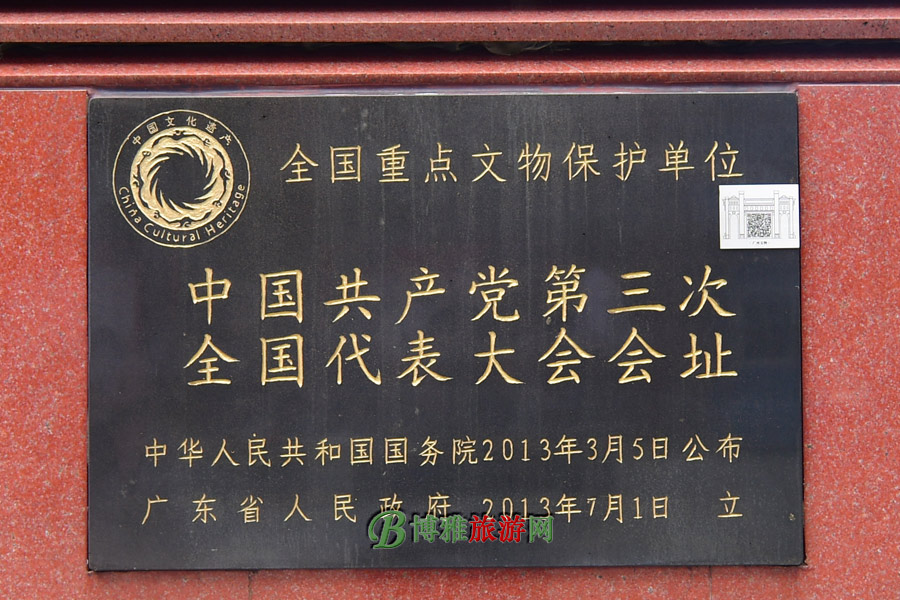 中国文化遗产
China Cultural Heritage
全国重点文物保护单位
中国共产党第三次
全国代表大会会址
中华人民共和国国务院2013年3月5日公布
广东省人民政府 2013年7月1日 立
B博雅旅游网